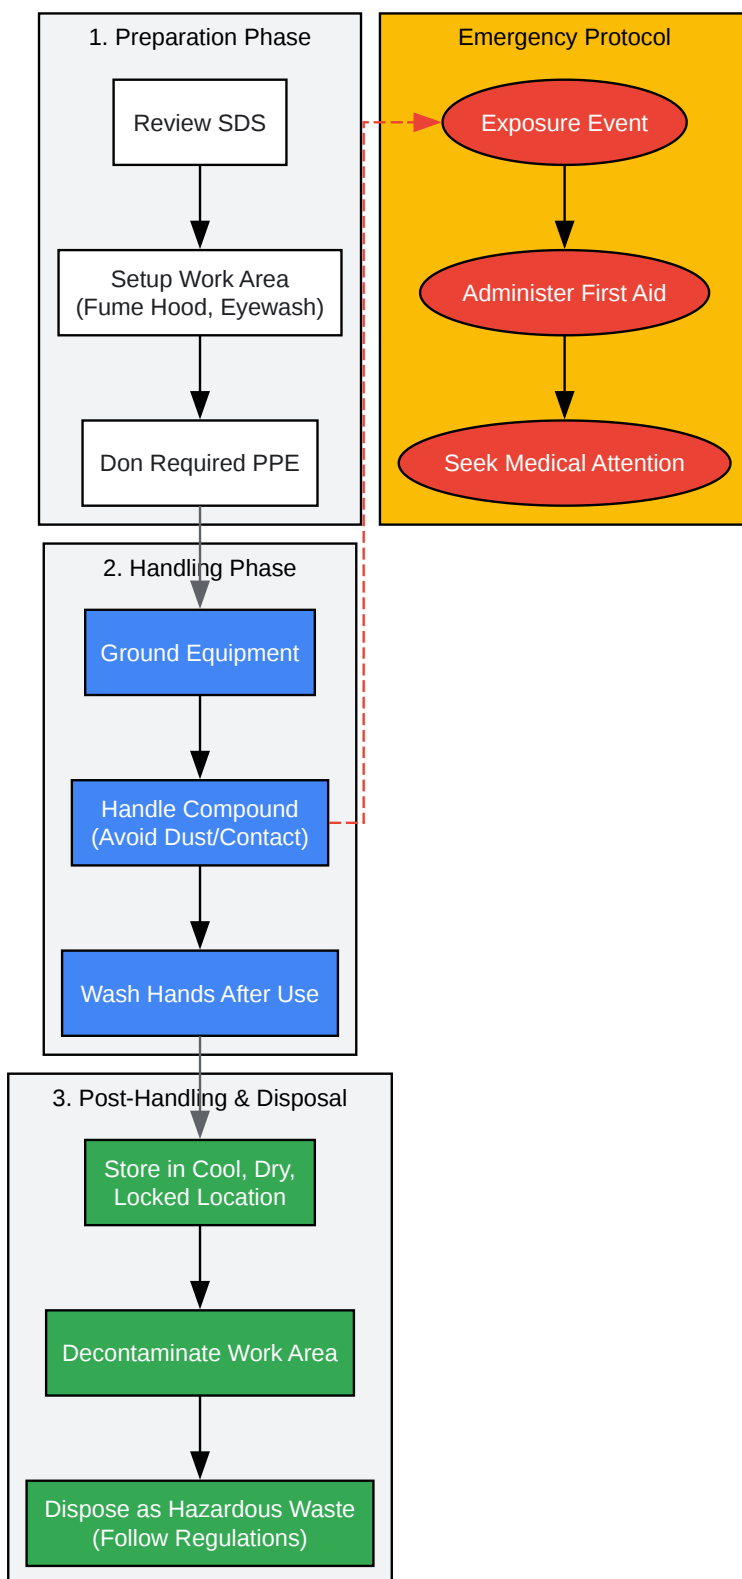 1. Preparation Phase
Review SDS
Setup Work Area
(Fume Hood, Eyewash)
Don Required PPE
Emergency Protocol
Exposure Event
Administer First Aid
Seek Medical Attention
2. Handling Phase
Ground Equipment
Handle Compound
(Avoid Dust/Contact)
Wash Hands After Use
3. Post-Handling & Disposal
Store in Cool, Dry,
Locked Location
Decontaminate Work Area
Dispose as Hazardous Waste
(Follow Regulations)